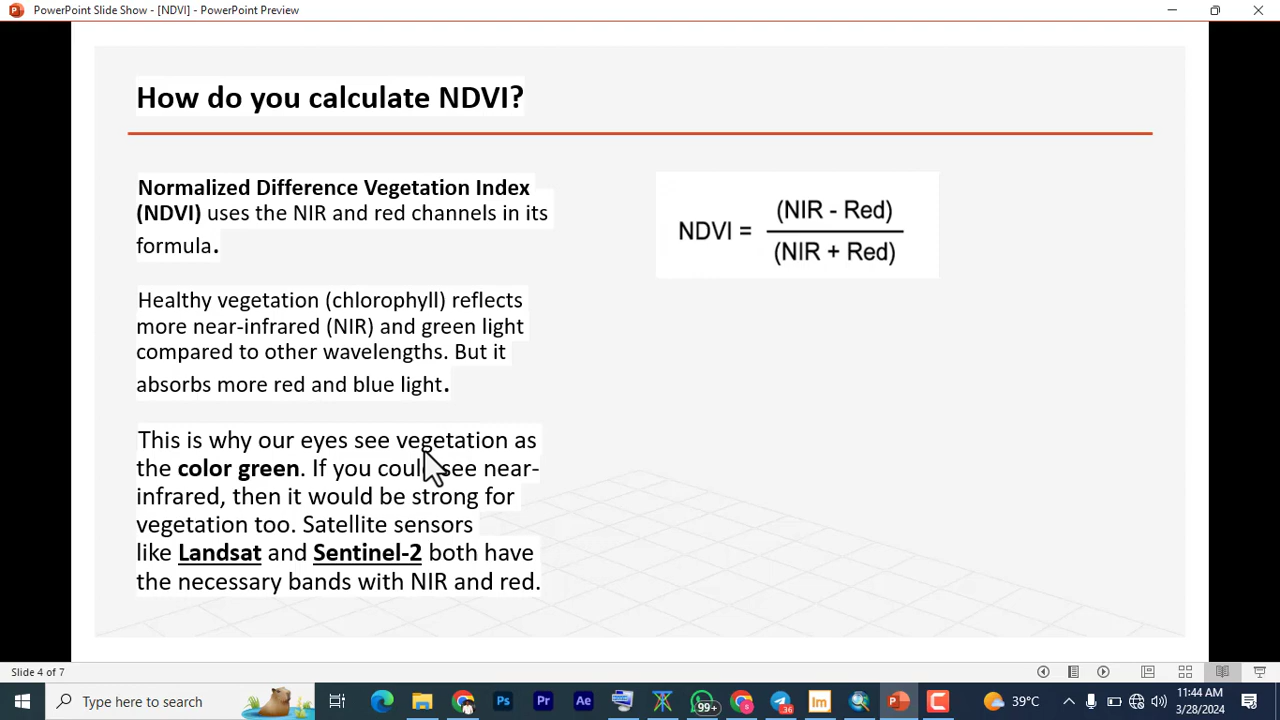 PowerPoint Slide Show - [NDVI] - PowerPoint Preview
How do you calculate NDVI?
Normalized Difference Vegetation Index
(NDVI) uses the NIR and red channels in its
formula.
NDVI = (NIR - Red)
(NIR + Red)
Healthy vegetation (chlorophyll) reflects
more near-infrared (NIR) and green light
compared to other wavelengths. But it
absorbs more red and blue light.
This is why our eyes see vegetation as
the color green. If you could see near-
infrared, then it would be strong for
vegetation too. Satellite sensors
like Landsat and Sentinel-2 both have
the necessary bands with NIR and red.
Slide 4 of 7
Type here to search
Ps
Pr
Ae
99+
36
Im
39°C
11:44 AM
3/28/2024